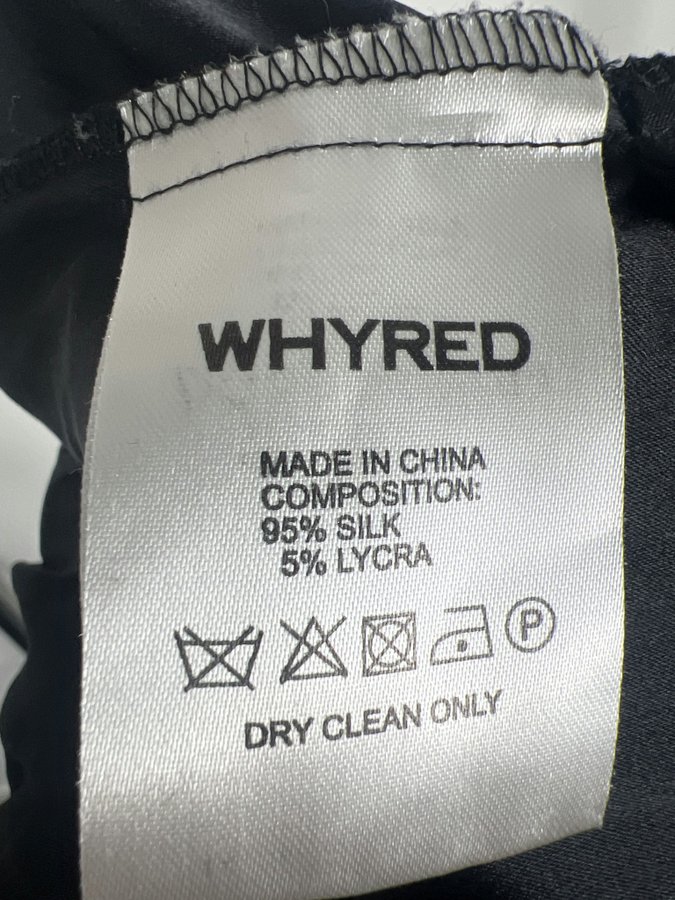 WHYRED
MADE IN CHINA
COMPOSITION:
95% SILK
5% LYCRA
P
DRY CLEAN ONLY